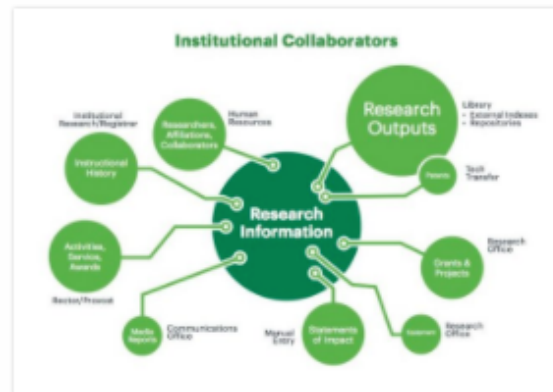 Institutional Collaborators
Institutional
Research/Registrar
Researchers,
Affiliations,
Collaborators
Human
Resources
Research
Outputs
Library
- External Indexes
- Repositories
Instructional
History
Patents
Tech
Transfer
Research
Information
Activities,
Service,
Awards
Research
Office
Grants &
Projects
Rector/Provost
Media
Reports
Communications
Office
Manual
Entry
Statements
of Impact
Research
Office